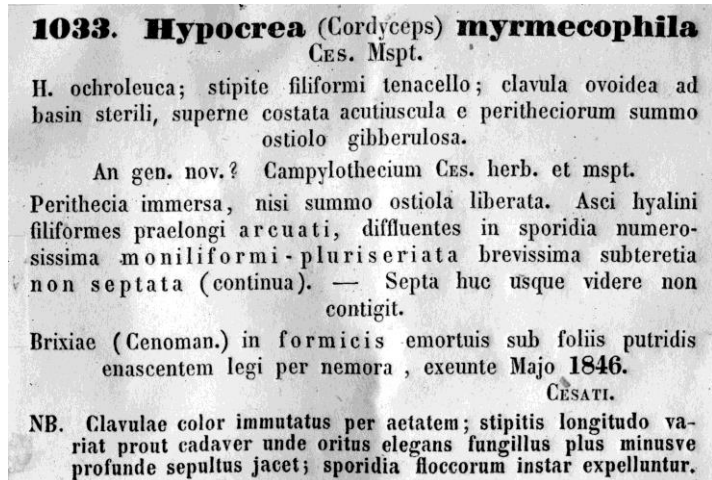 1033. Hypocrea (Cordyceps) myrmecophila
CES. Mspt.
H. ochroleuca; stipite filiformi tenacello; clavula ovoidea ad
basin sterili, superne costata acutiuscula e peritheciorum summo
ostiolo gibberulosa.
An gen. nov.? Campylothecium CES. herb. et mspt.
Perithecia immersa, nisi summo ostiola liberata. Asci hyalini
filiformes praelongi arcuati, diffluentes in sporidia numero-
sissima moniliformi-pluriseriata brevissima subteretia
non septata (continua). — Septa huc usque videre non
contigit.
Brixiae (Cenoman.) in formicis emortuis sub foliis putridis
enascentem legi per nemora, exeunte Majo 1846.
CESATI.
NB. Clavulae color immutatus per aetatem; stipitis longitudo va-
riat prout cadaver unde oritus elegans fungillus plus minusve
profunde sepultus jacet; sporidia floccorum instar expelluntur.